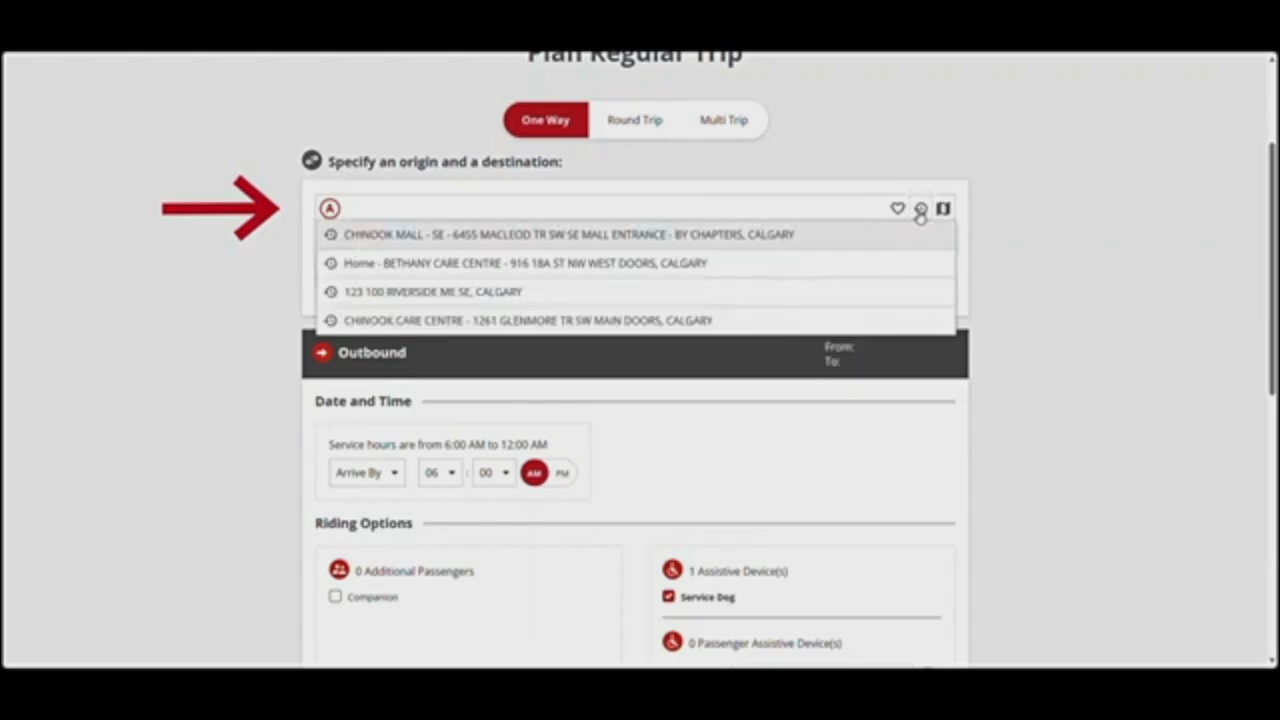 Plan Regular Trip
One Way Round Trip Multi Trip
Specify an origin and a destination:
A
CHINOOK MALL - SE - 6455 MACLEOD TR SW SE MALL ENTRANCE - BY CHAPTERS, CALGARY
Home - BETHANY CARE CENTRE - 916 18A ST NW WEST DOORS, CALGARY
123 100 RIVERSIDE ME SE, CALGARY
CHINOOK CARE CENTRE - 1261 GLENMORE TR SW MAIN DOORS, CALGARY
Outbound
From:
To:
Date and Time
Service hours are from 6:00 AM to 12:00 AM
Arrive By 06 : 00 AM PM
Riding Options
0 Additional Passengers
Companion
1 Assistive Device(s)
Service Dog
0 Passenger Assistive Device(s)